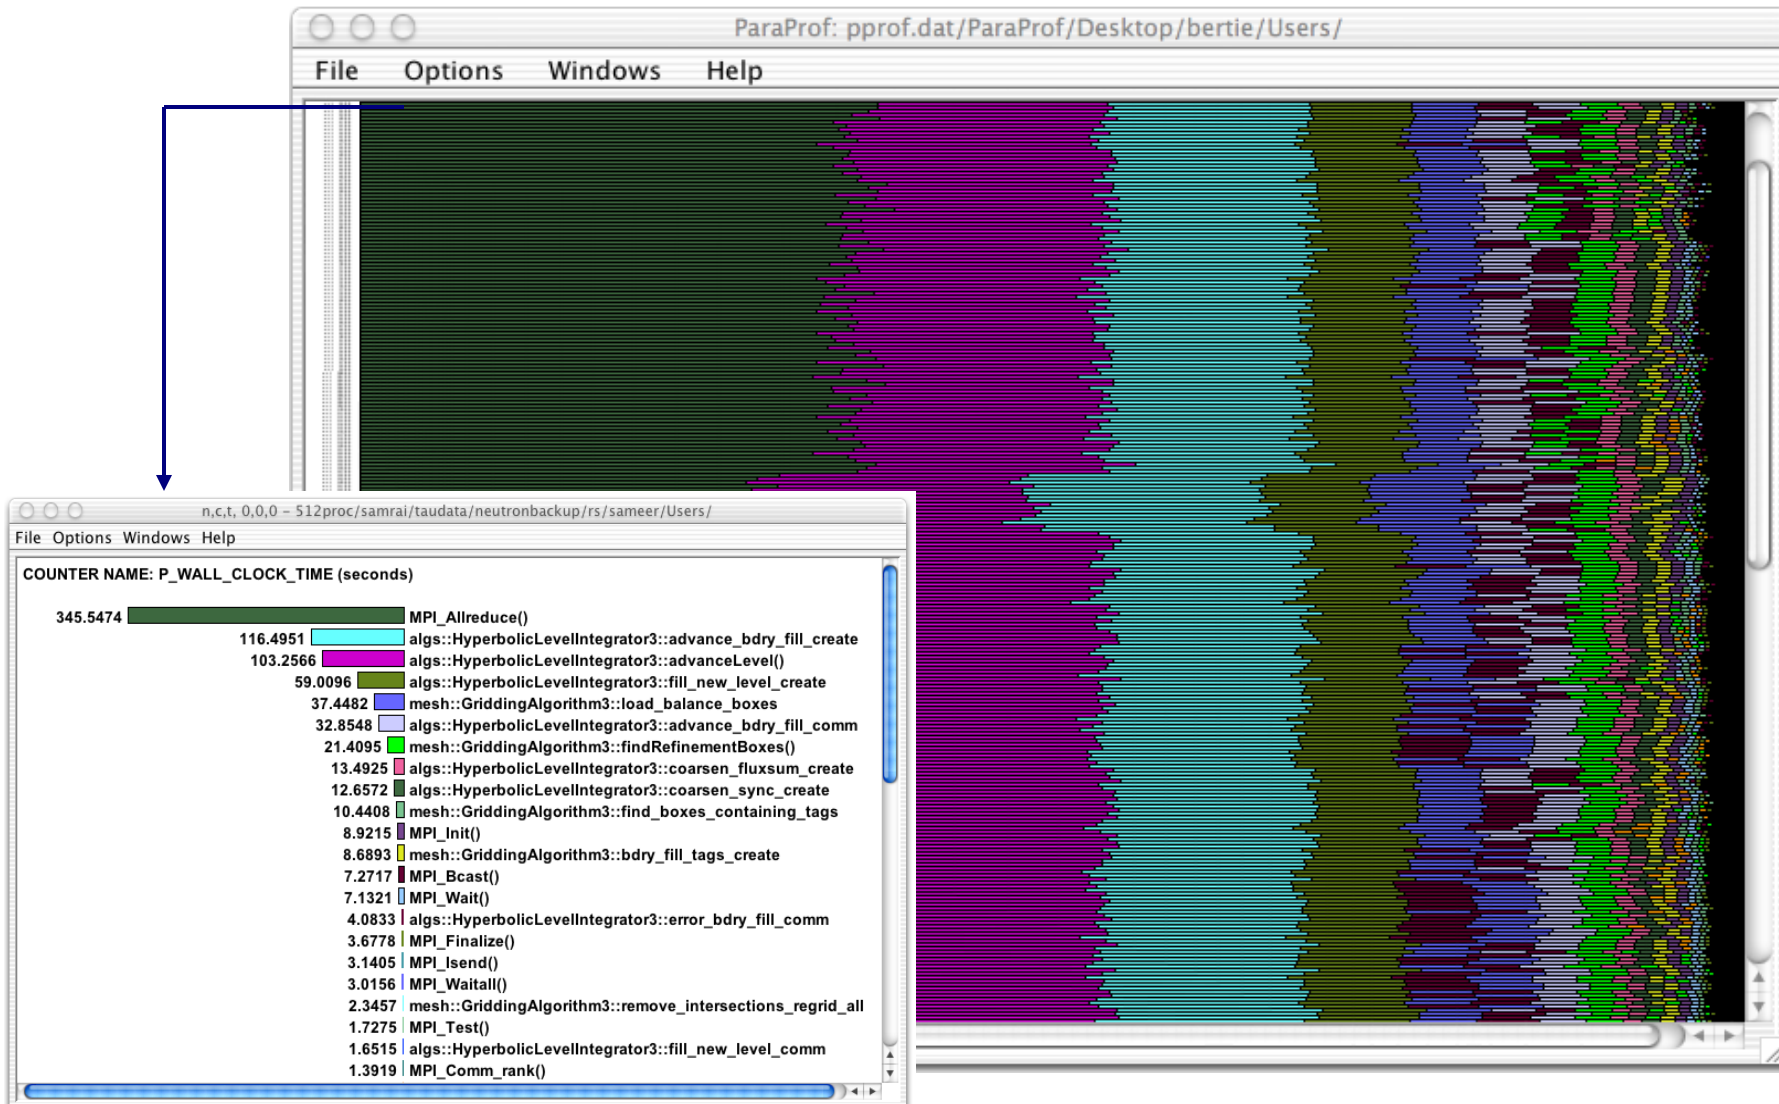 ParaProf: pprof.dat/ParaProf/Desktop/bertie/Users/
File Options Windows Help
n,c,t, 0,0,0 – 512proc/samrai/taudata/neutronbackup/rs/sameer/Users/
File Options Windows Help
COUNTER NAME: P_WALL_CLOCK_TIME (seconds)
345.5474 MPI_Allreduce()
116.4951 algs::HyperbolicLevelIntegrator3::advance_bdry_fill_create
103.2566 algs::HyperbolicLevelIntegrator3::advanceLevel()
59.0096 algs::HyperbolicLevelIntegrator3::fill_new_level_create
37.4482 mesh::GriddingAlgorithm3::load_balance_boxes
32.8548 algs::HyperbolicLevelIntegrator3::advance_bdry_fill_comm
21.4095 mesh::GriddingAlgorithm3::findRefinementBoxes()
13.4925 algs::HyperbolicLevelIntegrator3::coarsen_fluxsum_create
12.6572 algs::HyperbolicLevelIntegrator3::coarsen_sync_create
10.4408 mesh::GriddingAlgorithm3::find_boxes_containing_tags
8.9215 MPI_Init()
8.6893 mesh::GriddingAlgorithm3::bdry_fill_tags_create
7.2717 MPI_Bcast()
7.1321 MPI_Wait()
4.0833 algs::HyperbolicLevelIntegrator3::error_bdry_fill_comm
3.6778 MPI_Finalize()
3.1405 MPI_Isend()
3.0156 MPI_Waitall()
2.3457 mesh::GriddingAlgorithm3::remove_intersections_regrid_all
1.7275 MPI_Test()
1.6515 algs::HyperbolicLevelIntegrator3::fill_new_level_comm
1.3919 MPI_Comm_rank()